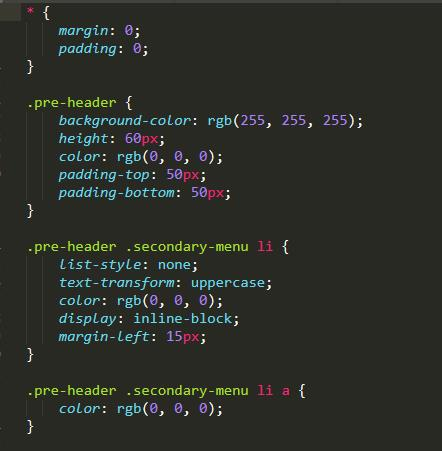 * {
    margin: 0;
    padding: 0;
}

.pre-header {
    background-color: rgb(255, 255, 255);
    height: 60px;
    color: rgb(0, 0, 0);
    padding-top: 50px;
    padding-bottom: 50px;
}

.pre-header .secondary-menu li {
    list-style: none;
    text-transform: uppercase;
    color: rgb(0, 0, 0);
    display: inline-block;
    margin-left: 15px;
}

.pre-header .secondary-menu li a {
    color: rgb(0, 0, 0);
}